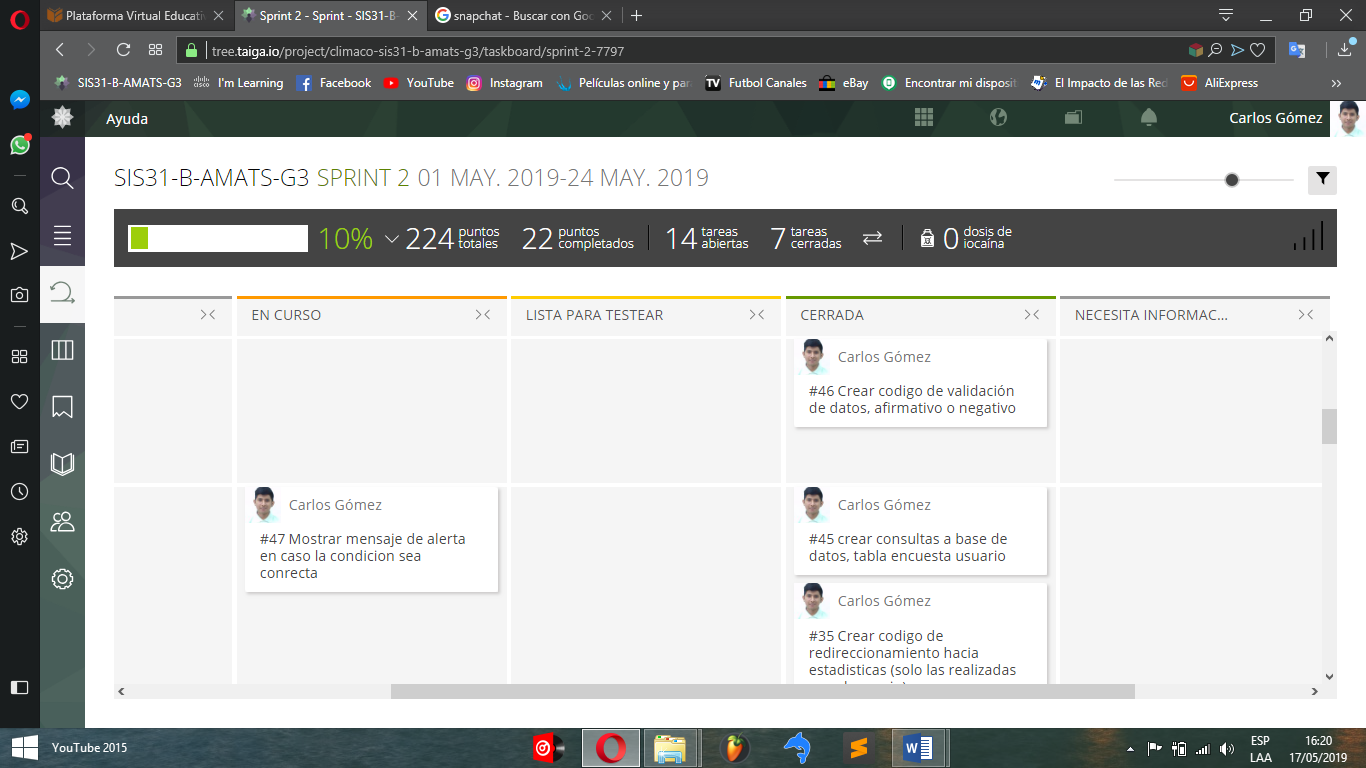 Plataforma Virtual Educati
Sprint 2 - Sprint - SIS31-B-
snapchat - Buscar con Goo
tree.taiga.io/project/climaco-sis31-b-amats-g3/taskboard/sprint-2-7797
SIS31-B-AMATS-G3
I'm Learning
Facebook
YouTube
Instagram
Películas online y par
TV
Futbol Canales
eBay
Encontrar mi disposit
El Impacto de las Red
AliExpress
Ayuda
Carlos Gómez
SIS31-B-AMATS-G3 SPRINT 2 01 MAY. 2019-24 MAY. 2019
10%
224 puntos totales
22 puntos completados
14 tareas abiertas
7 tareas cerradas
0 dosis de iocaína
EN CURSO
LISTA PARA TESTEAR
CERRADA
NECESITA INFORMAC...
Carlos Gómez
#46 Crear codigo de validación
de datos, afirmativo o negativo
Carlos Gómez
#47 Mostrar mensaje de alerta
en caso la condicion sea
conrecta
Carlos Gómez
#45 crear consultas a base de
datos, tabla encuesta usuario
Carlos Gómez
#35 Crear codigo de
redireccionamiento hacia
estadisticas (solo las realizadas
YouTube 2015
ESP
LAA
16:20
17/05/2019